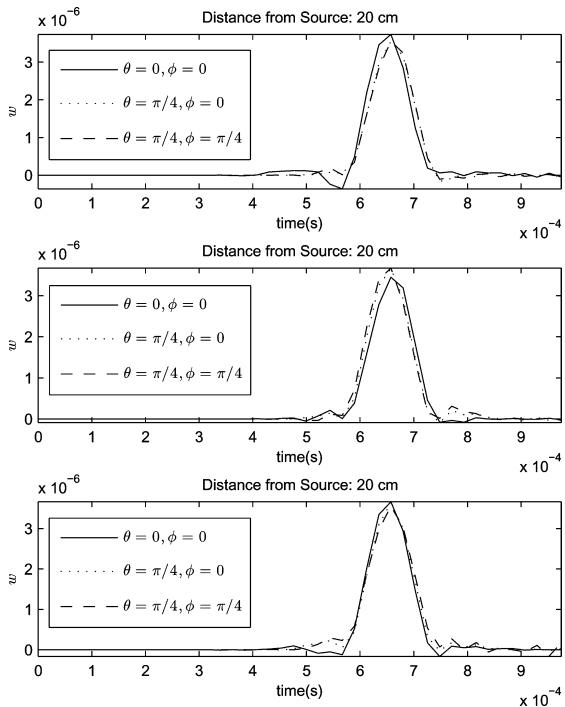 x 10⁻⁶
Distance from Source: 20 cm
θ = 0, ϕ = 0
θ = π/4, ϕ = 0
θ = π/4, ϕ = π/4
w
3
2
1
0
0 1 2 3 4 5 6 7 8 9
time(s)
x 10⁻⁴
x 10⁻⁶
Distance from Source: 20 cm
θ = 0, ϕ = 0
θ = π/4, ϕ = 0
θ = π/4, ϕ = π/4
w
3
2
1
0
0 1 2 3 4 5 6 7 8 9
time(s)
x 10⁻⁴
x 10⁻⁶
Distance from Source: 20 cm
θ = 0, ϕ = 0
θ = π/4, ϕ = 0
θ = π/4, ϕ = π/4
w
3
2
1
0
0 1 2 3 4 5 6 7 8 9
time(s)
x 10⁻⁴